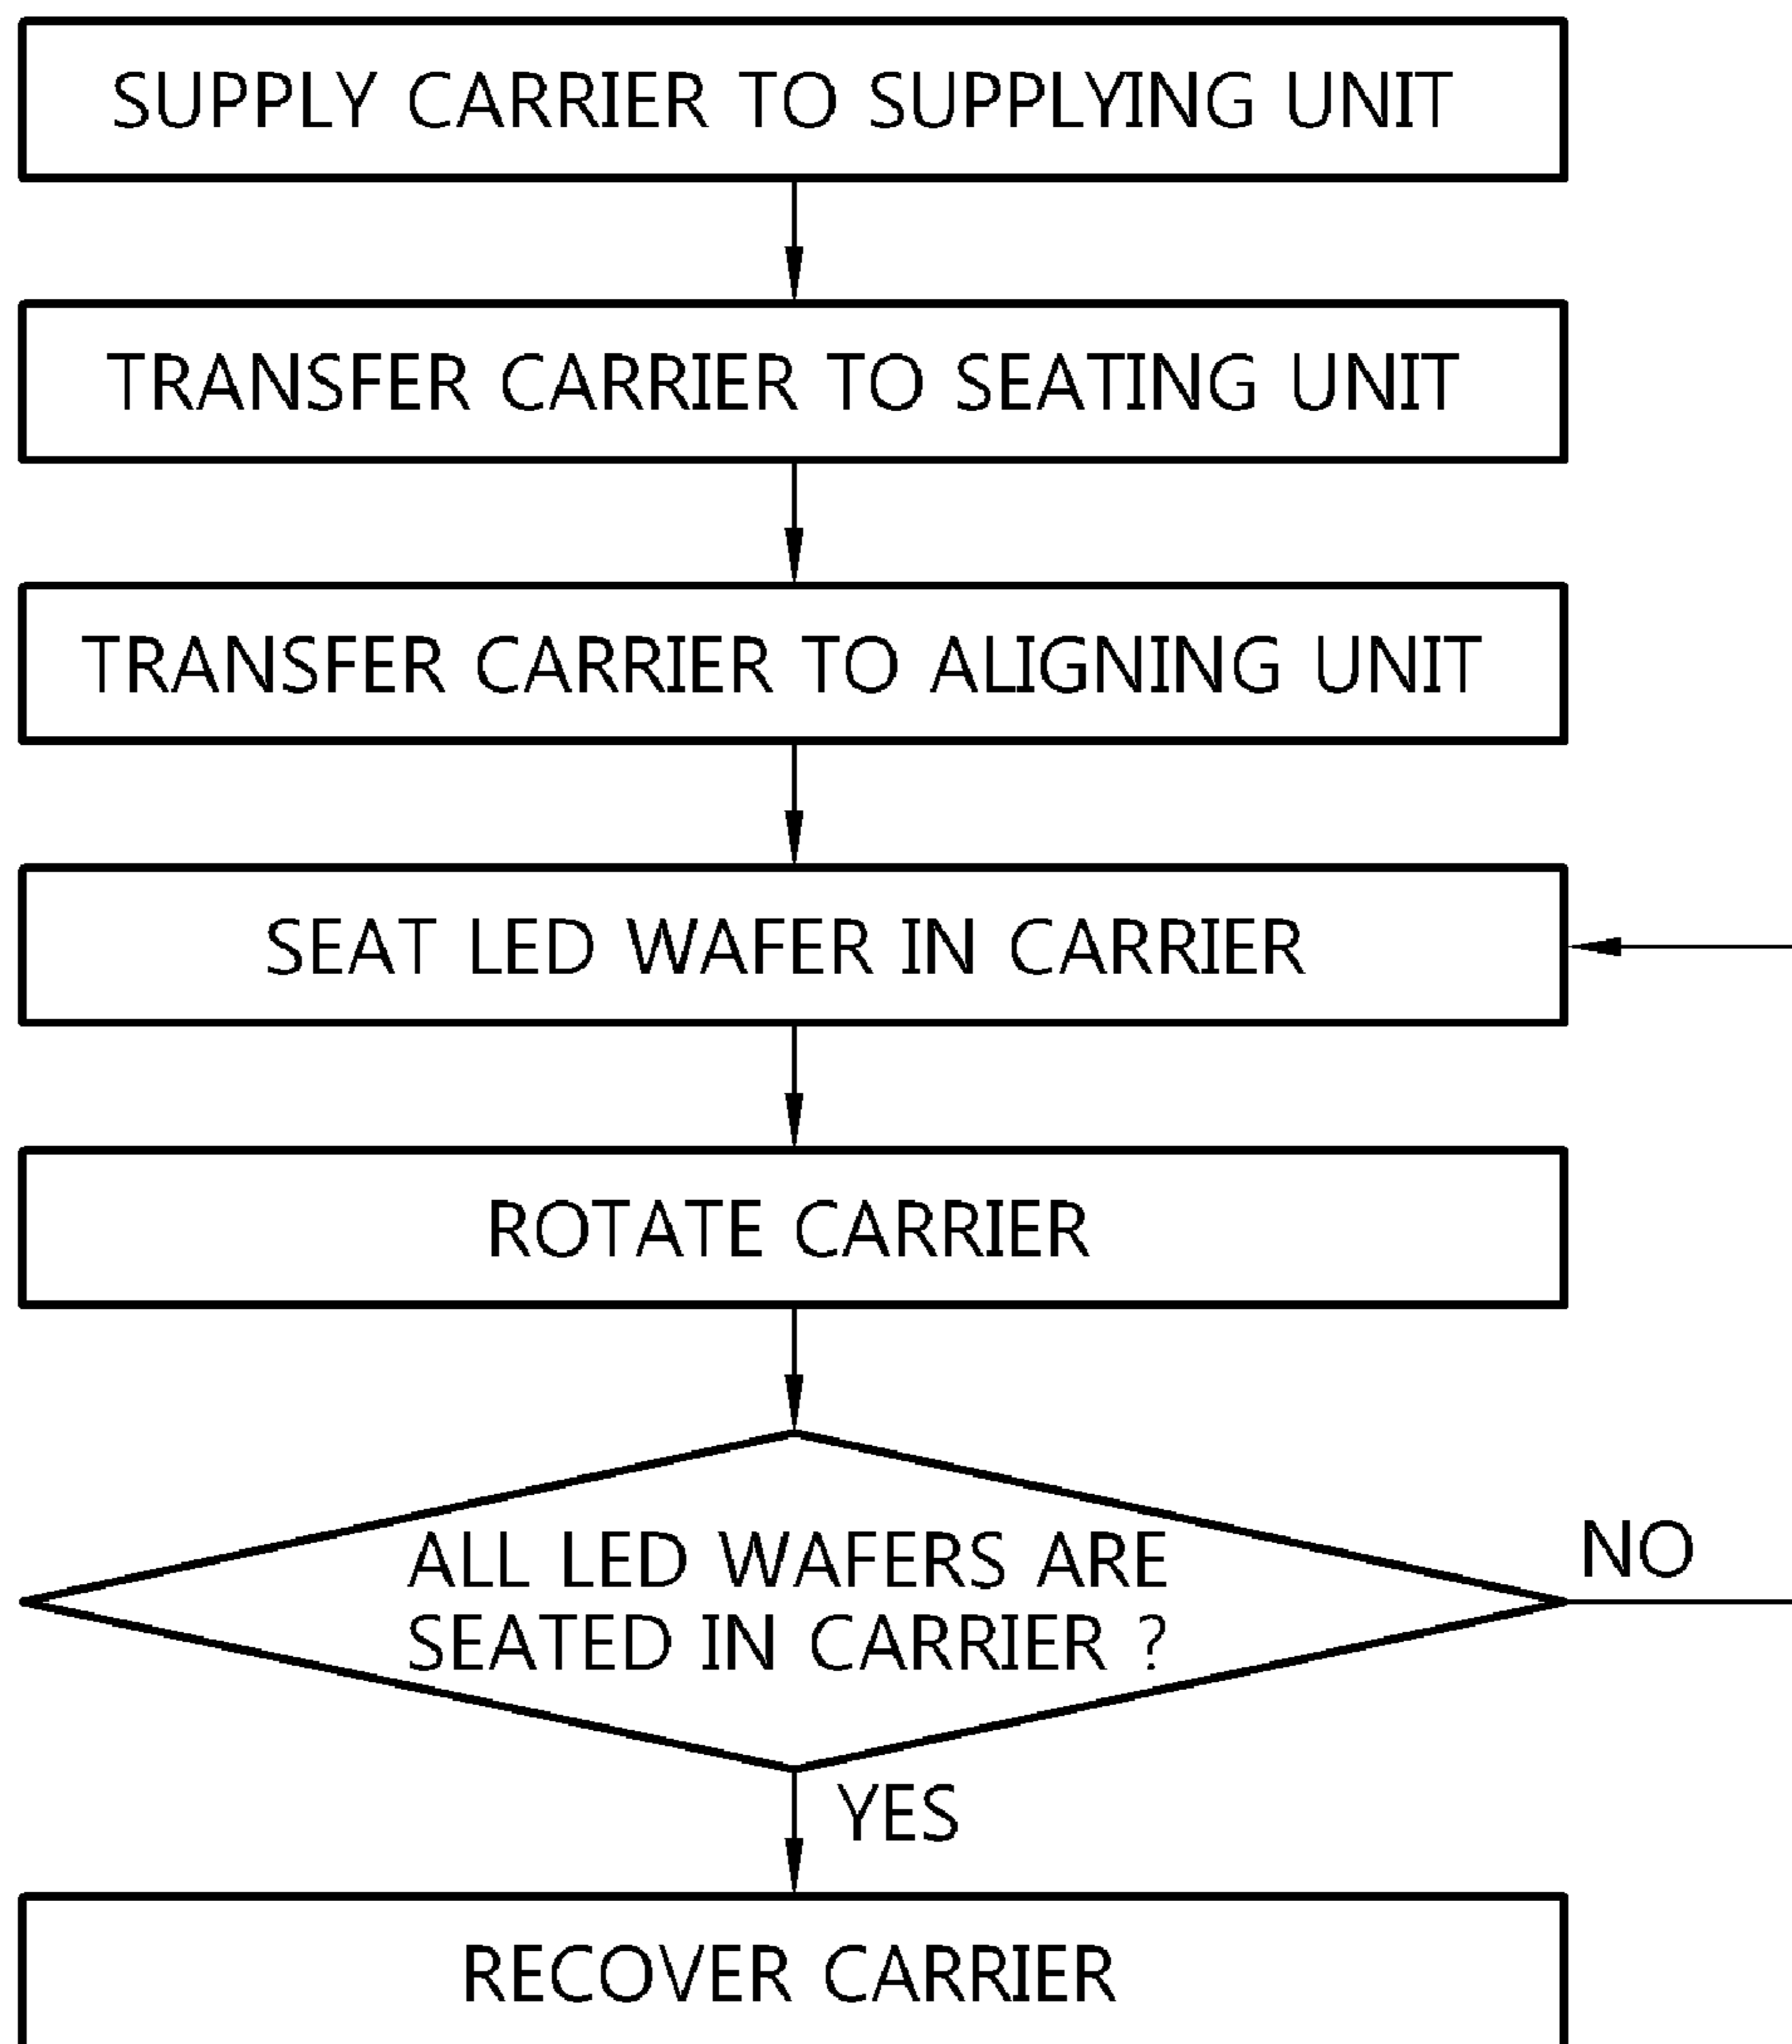 SUPPLY CARRIER TO SUPPLYING UNIT
TRANSFER CARRIER TO SEATING UNIT
TRANSFER CARRIER TO ALIGNING UNIT
SEAT LED WAFER IN CARRIER
ROTATE CARRIER
ALL LED WAFERS ARE
SEATED IN CARRIER ?
NO
YES
RECOVER CARRIER